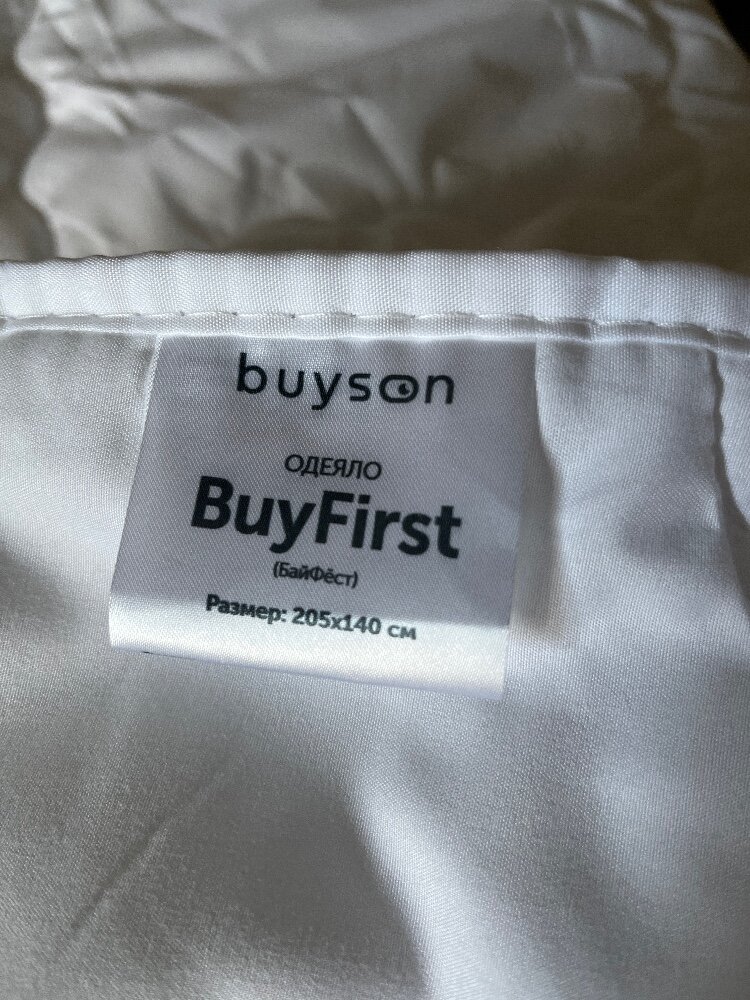 buyson
ОДЕЯЛО
BuyFirst
(БайФёст)
Размер: 205x140 см